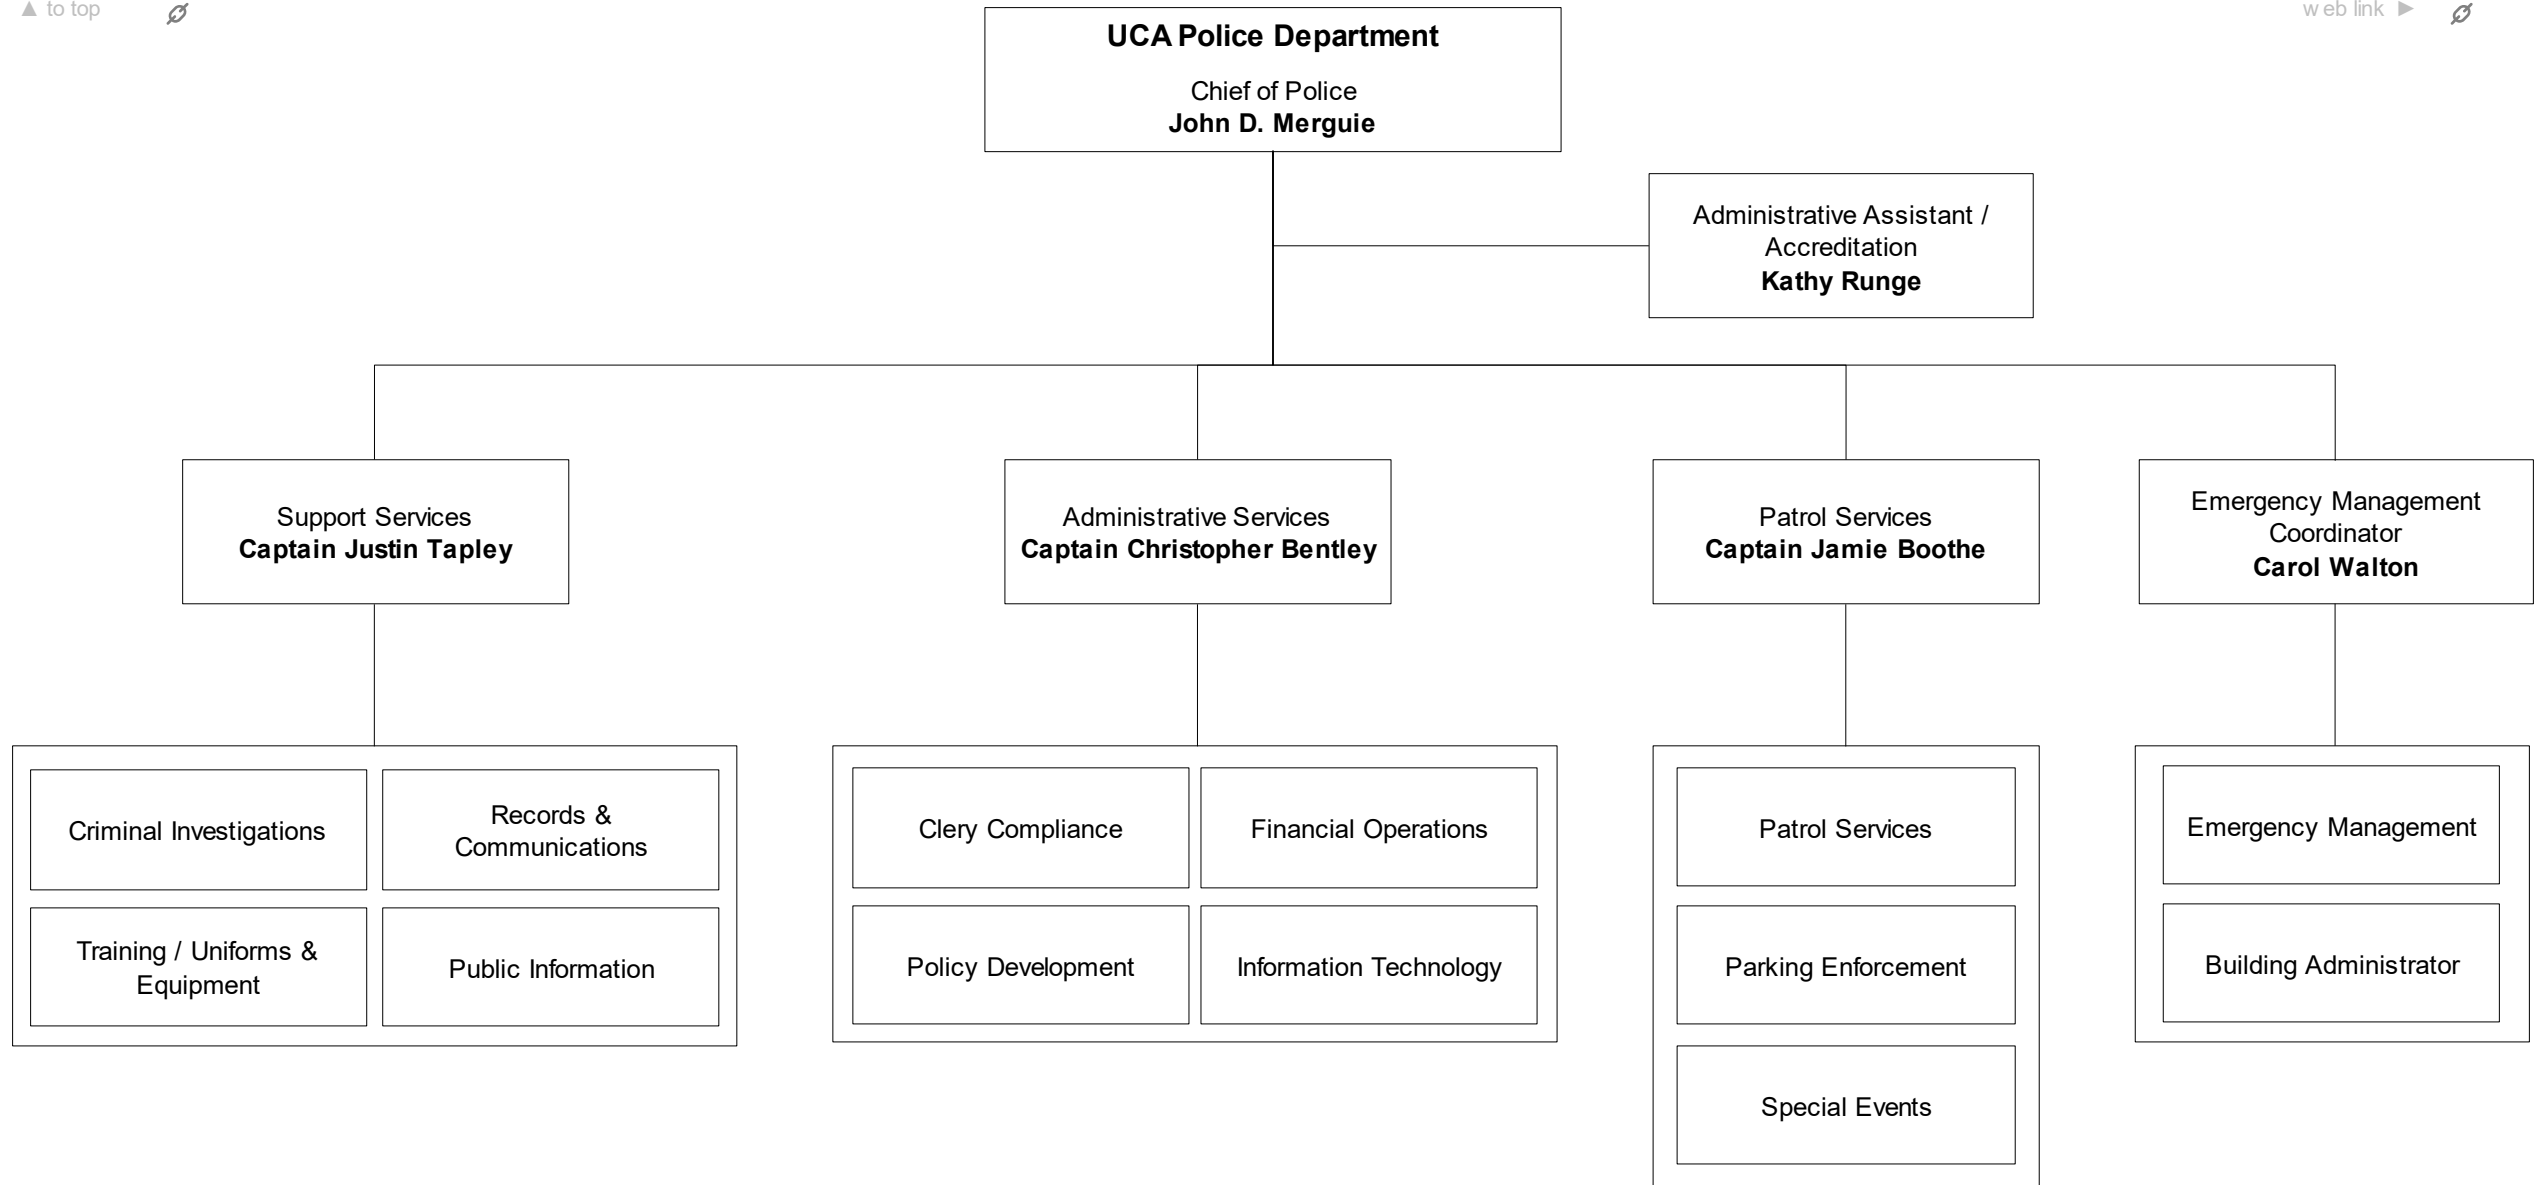 ▲ to top
web link ►
UCA Police Department
Chief of Police
John D. Merguie
Administrative Assistant /
Accreditation
Kathy Runge
Support Services
Captain Justin Tapley
Administrative Services
Captain Christopher Bentley
Patrol Services
Captain Jamie Boothe
Emergency Management
Coordinator
Carol Walton
Criminal Investigations
Records &
Communications
Training / Uniforms &
Equipment
Public Information
Clery Compliance
Financial Operations
Policy Development
Information Technology
Patrol Services
Parking Enforcement
Special Events
Emergency Management
Building Administrator